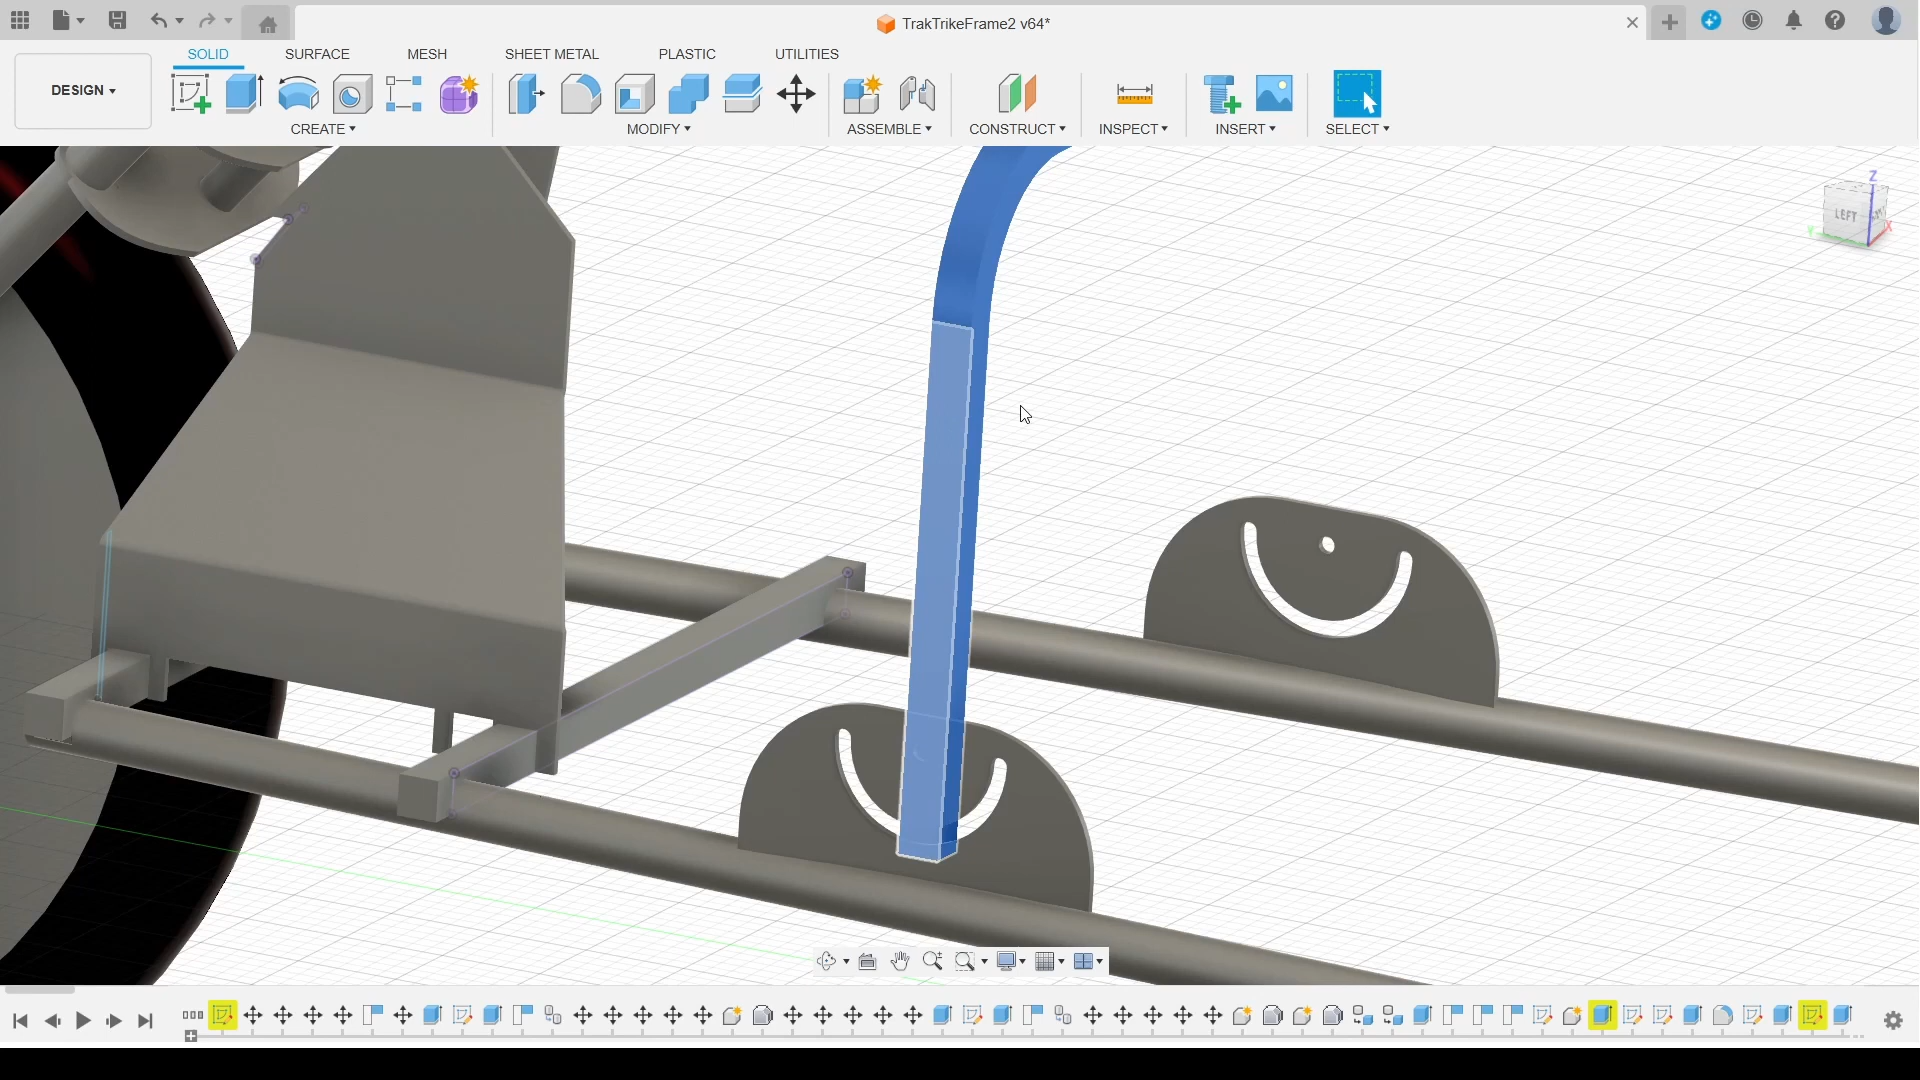 TrakTrikeFrame2 v64*
SOLID SURFACE MESH SHEET METAL PLASTIC UTILITIES
DESIGN
CREATE MODIFY ASSEMBLE CONSTRUCT INSPECT INSERT SELECT
Z
LEFT
X
Y